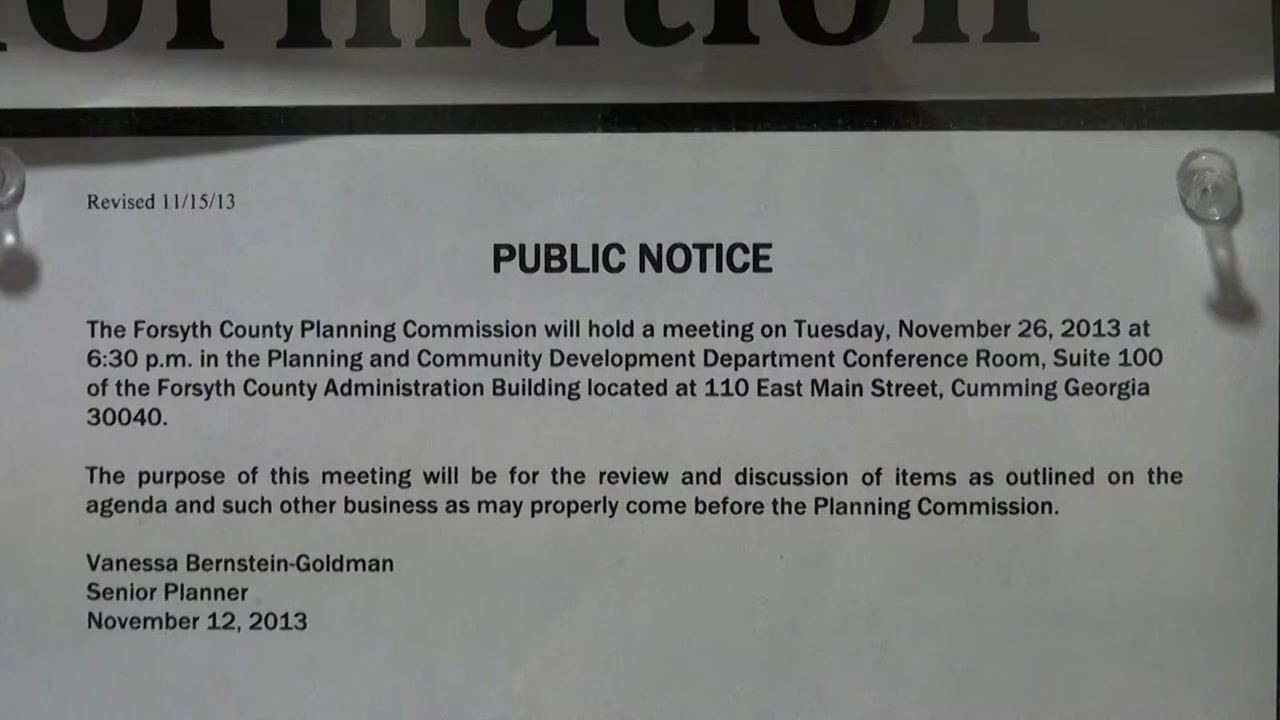 ormation
Revised 11/15/13
PUBLIC NOTICE
The Forsyth County Planning Commission will hold a meeting on Tuesday, November 26, 2013 at
6:30 p.m. in the Planning and Community Development Department Conference Room, Suite 100
of the Forsyth County Administration Building located at 110 East Main Street, Cumming Georgia
30040.
The purpose of this meeting will be for the review and discussion of items as outlined on the
agenda and such other business as may properly come before the Planning Commission.
Vanessa Bernstein-Goldman
Senior Planner
November 12, 2013